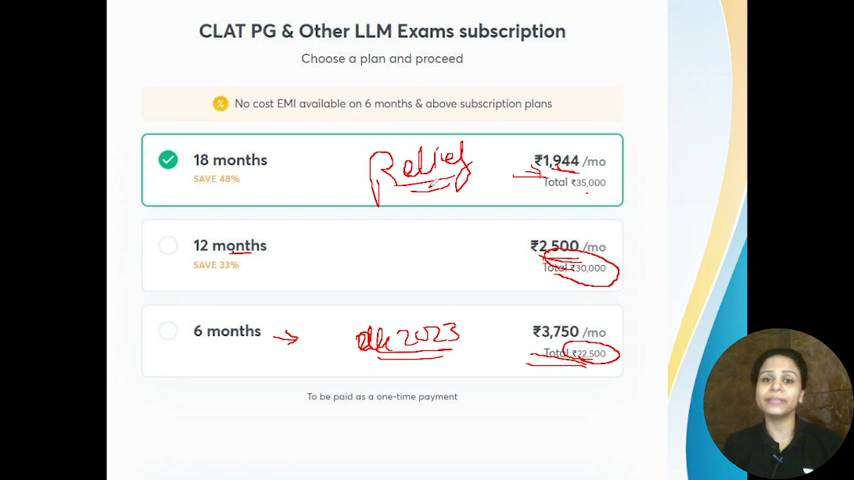 CLAT PG & Other LLM Exams subscription
Choose a plan and proceed
No cost EMI available on 6 months & above subscription plans
18 months
SAVE 48%
Relief
₹1,944 /mo
Total ₹35,000
12 months
SAVE 33%
₹2,500 /mo
Total ₹30,000
6 months
2023
₹3,750 /mo
Total ₹22,500
To be paid as a one-time payment